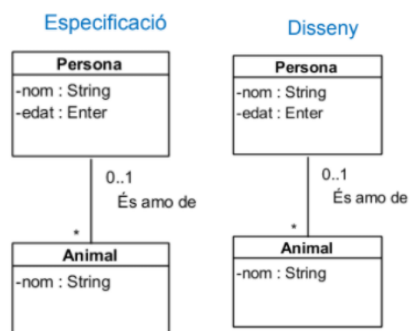 Especificació
Persona
-nom : String
-edat : Enter
0..1
És amo de
*
Animal
-nom : String
Disseny
Persona
-nom : String
-edat : Enter
0..1
És amo de
*
Animal
-nom : String